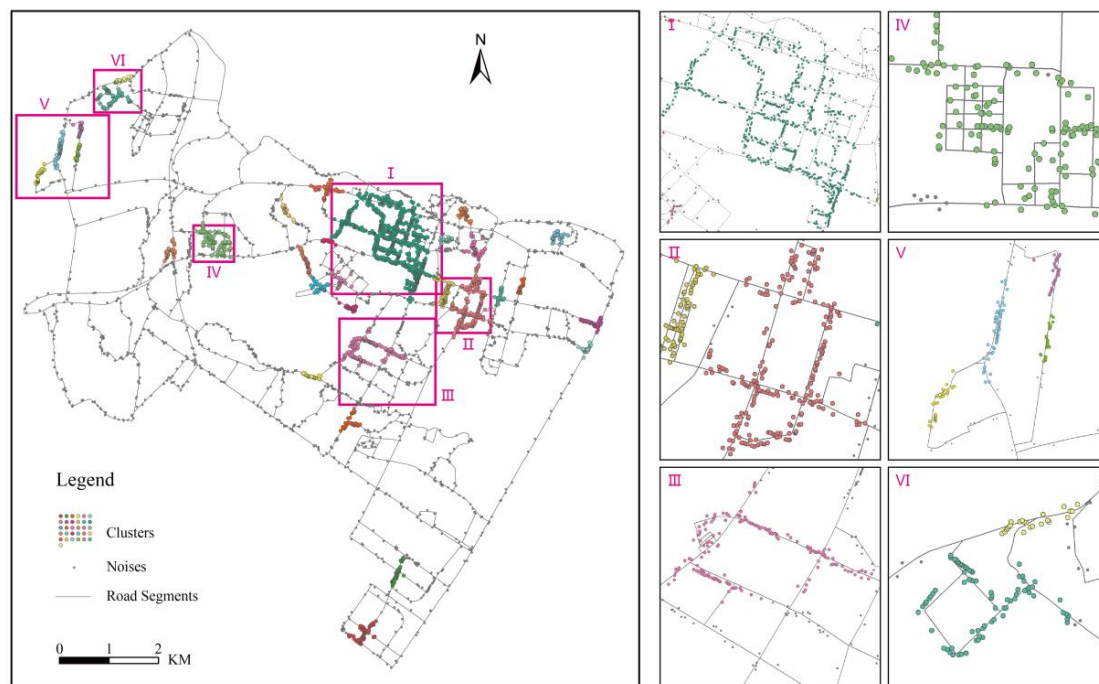 N
VI
V
I
IV
II
III
Legend
Clusters
Noises
Road Segments
0 1 2
KM
I
IV
II
V
III
VI